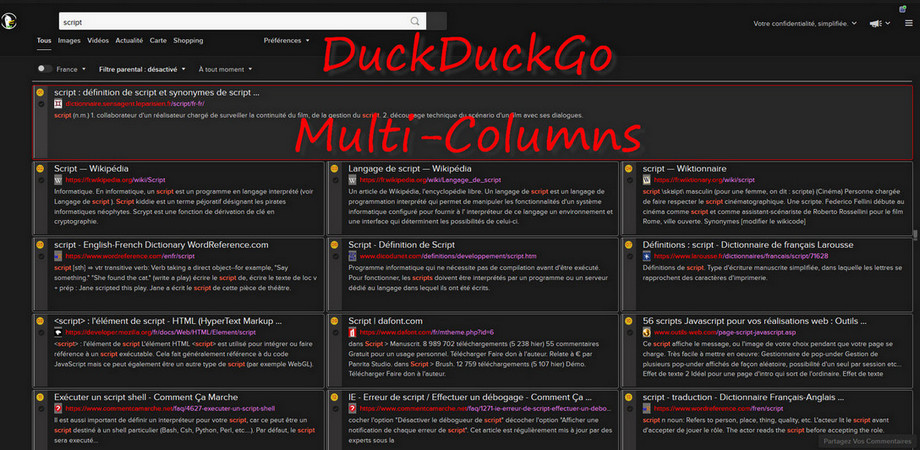 script
Votre confidentialité, simplifiée.
Tous Images Vidéos Actualité Carte Shopping Préférences
DuckDuckGo
France Filtre parental : désactivé À tout moment
script : définition de script et synonymes de script ...
dictionnaire.sensagent.leparisien.fr/script/fr-fr/
script (n.m.) 1. collaborateur d'un réalisateur chargé de surveiller la continuité du film, de la gestion du script. 2. découpage technique du scénario d'un film avec ses dialogues.
Multi-Columns
Script — Wikipédia
https://fr.wikipedia.org/wiki/Script
Informatique. En informatique, un script est un programme en langage interprété (voir
Langage de script ). Script kiddie est un terme péjoratif désignant les pirates
informatiques néophytes. Scrypt est une fonction de dérivation de clé en
cryptographie.
Langage de script — Wikipédia
https://fr.wikipedia.org/wiki/Langage_de_script
Un article de Wikipédia, l'encyclopédie libre. Un langage de script est un langage de
programmation interprété qui permet de manipuler les fonctionnalités d'un système
informatique configuré pour fournir à l'interpréteur de ce langage un environnement et
une interface qui déterminent les possibilités de celui-ci.
script — Wiktionnaire
https://fr.wiktionary.org/wiki/script
script \skʁipt\ masculin (pour une femme, on dit : scripte) (Cinéma) Personne chargée
de faire respecter le script cinématographique. Une scripte. Federico Fellini débute au
cinéma comme script et comme assistant-scénariste de Roberto Rossellini pour le film
Rome, ville ouverte. Synonymes [modifier le wikicode]
script - English-French Dictionary WordReference.com
https://www.wordreference.com/enfr/script
script [sth] ⇒ vtr transitive verb: Verb taking a direct object--for example, "Say
something." "She found the cat." (write a play) écrire le script de, écrire le texte de loc v
+ prép : Jane scripted this play. Jane a écrit le script de cette pièce de théâtre.
Script - Définition de Script
www.dicodunet.com/definitions/developpement/script.htm
Programme informatique qui ne nécessite pas de compilation avant d'être exécuté.
Pour fonctionner, les scripts doivent être interprétés par un programme ou un serveur
dédié au langage dans lequel ils ont été écrits.
Définitions : script - Dictionnaire de français Larousse
https://www.larousse.fr/dictionnaires/francais/script/71628
Définitions de script. Type d'écriture manuscrite simplifiée, dans laquelle les lettres se
rapprochent des caractères d'imprimerie.
<script> : l'élément de script - HTML (HyperText Markup ...
https://developer.mozilla.org/fr/docs/Web/HTML/Element/script
<script> : l'élément de script L'élément HTML <script> est utilisé pour intégrer ou faire
référence à un script exécutable. Cela fait généralement référence à du code
JavaScript mais ce peut également être un autre type de script (par exemple WebGL).
Script | dafont.com
https://www.dafont.com/fr/mtheme.php?id=6
dans Script > Manuscrit. 8 989 702 téléchargements (5 238 hier) 55 commentaires
Gratuit pour un usage personnel. Télécharger Faire don à l'auteur. Relate à € par
Panrita Studio. dans Script > Brush. 12 759 téléchargements (5 107 hier) Démo.
Télécharger Faire don à l'auteur.
56 scripts Javascript pour vos réalisations web : Outils ...
www.outils-web.com/page-script-javascript.asp
Ce script affiche le message, ou l'image de votre choix pendant que votre page se
charge. Très facile à mettre en oeuvre: Gestionnaire de pop-under Gestion de
plusieurs pop-under affichés de façon aléatoire, possibilité d'un seul par session etc...
Effet de texte 2 Idéal pour une page d'intro qui sort de l'ordinaire. Effet de texte
Exécuter un script shell - Comment Ça Marche
https://www.commentcamarche.net/faq/4627-executer-un-script-shell
Il est aussi important de définir un interpréteur pour votre script, car ce peut être un
script destiné à un shell particulier (Bash, Csh, Python, Perl, etc...). Par défaut, le script
sera executé...
IE - Erreur de script / Effectuer un débogage - Comment Ça ...
https://www.commentcamarche.net/faq/1271-ie-erreur-de-script-effectuer-un-debo...
cocher l'option "Désactiver le débogueur de script" décocher l'option "Afficher une
notification de chaque erreur de script". Cet article est régulièrement mis à jour par des
experts sous la
script - traduction - Dictionnaire Français-Anglais ...
https://www.wordreference.com/fren/script
script n noun: Refers to person, place, thing, quality, etc. L'acteur lit le script avant
d'accepter de jouer le rôle. The actor reads the script before accepting the role.
Partagez Vos Commentaires